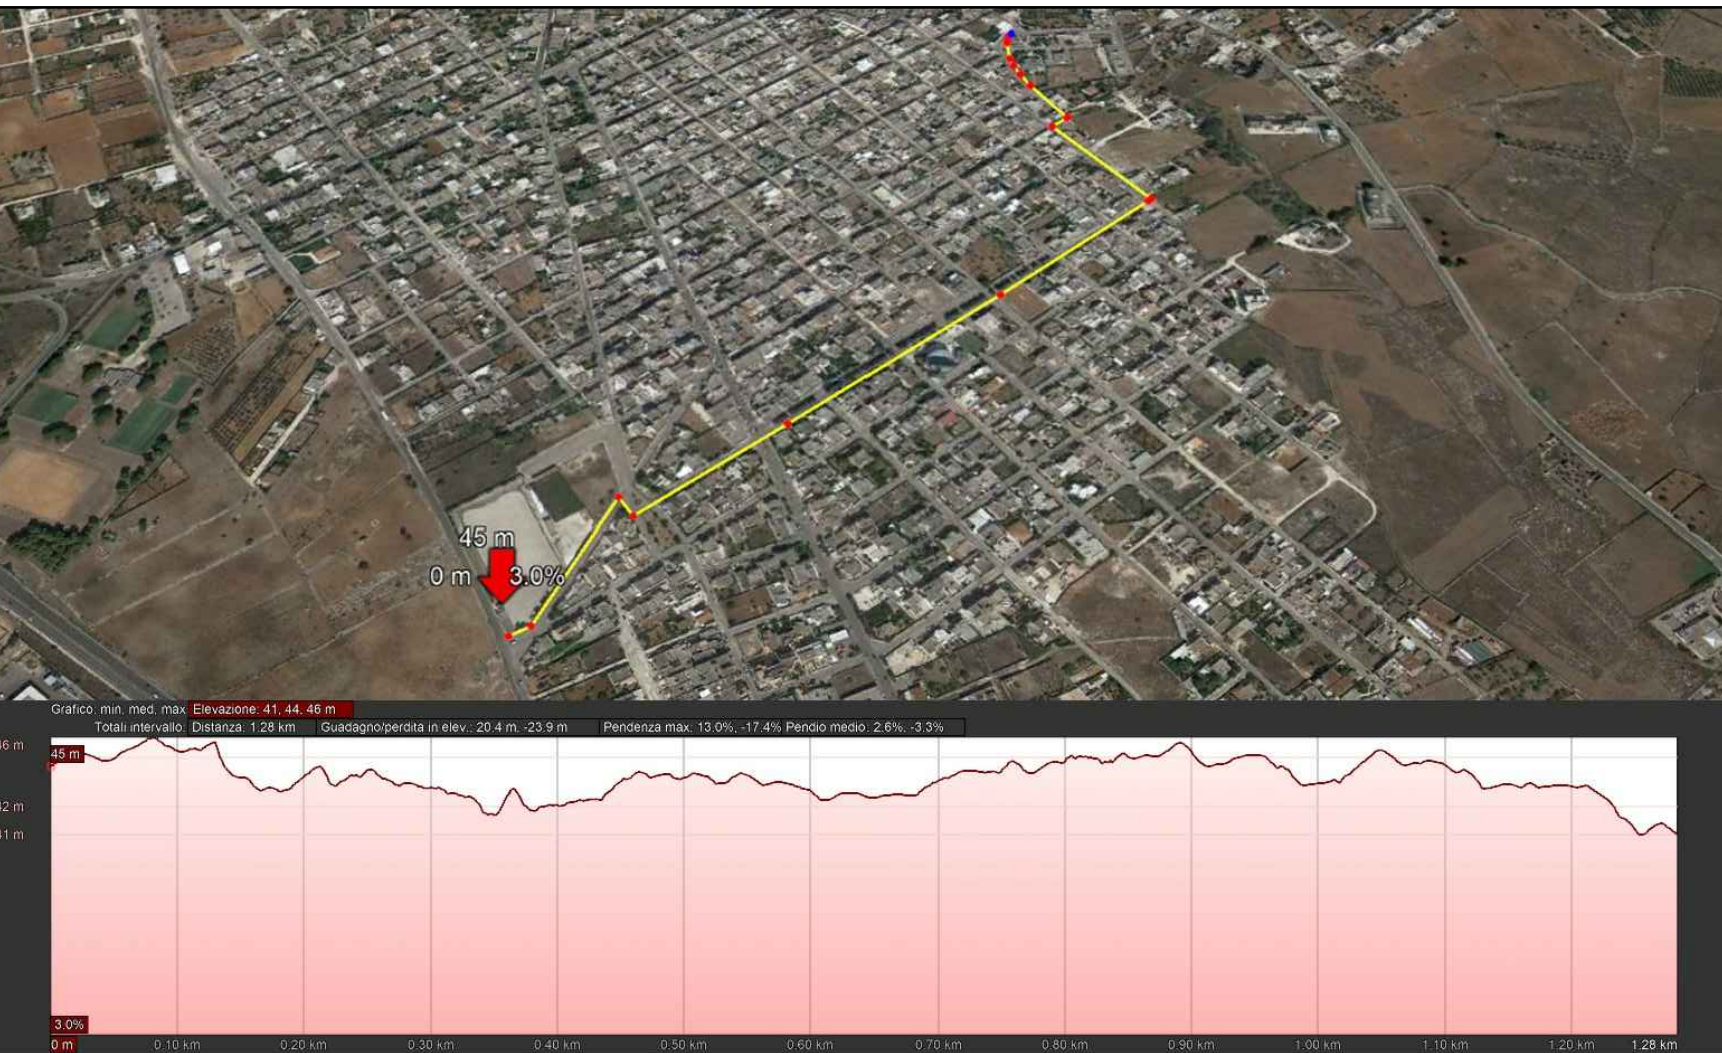 45 m
0 m 3.0%
Grafico: min, med, max Elevazione: 41, 44, 46 m
Totali intervallo: Distanza: 1.28 km Guadagno/perdita in elev.: 20.4 m, -23.9 m Pendenza max: 13.0%, -17.4% Pendio medio: 2.6%, -3.3%
46 m
45 m
42 m
41 m
3.0%
0 m 0.10 km 0.20 km 0.30 km 0.40 km 0.50 km 0.60 km 0.70 km 0.80 km 0.90 km 1.00 km 1.10 km 1.20 km 1.28 km